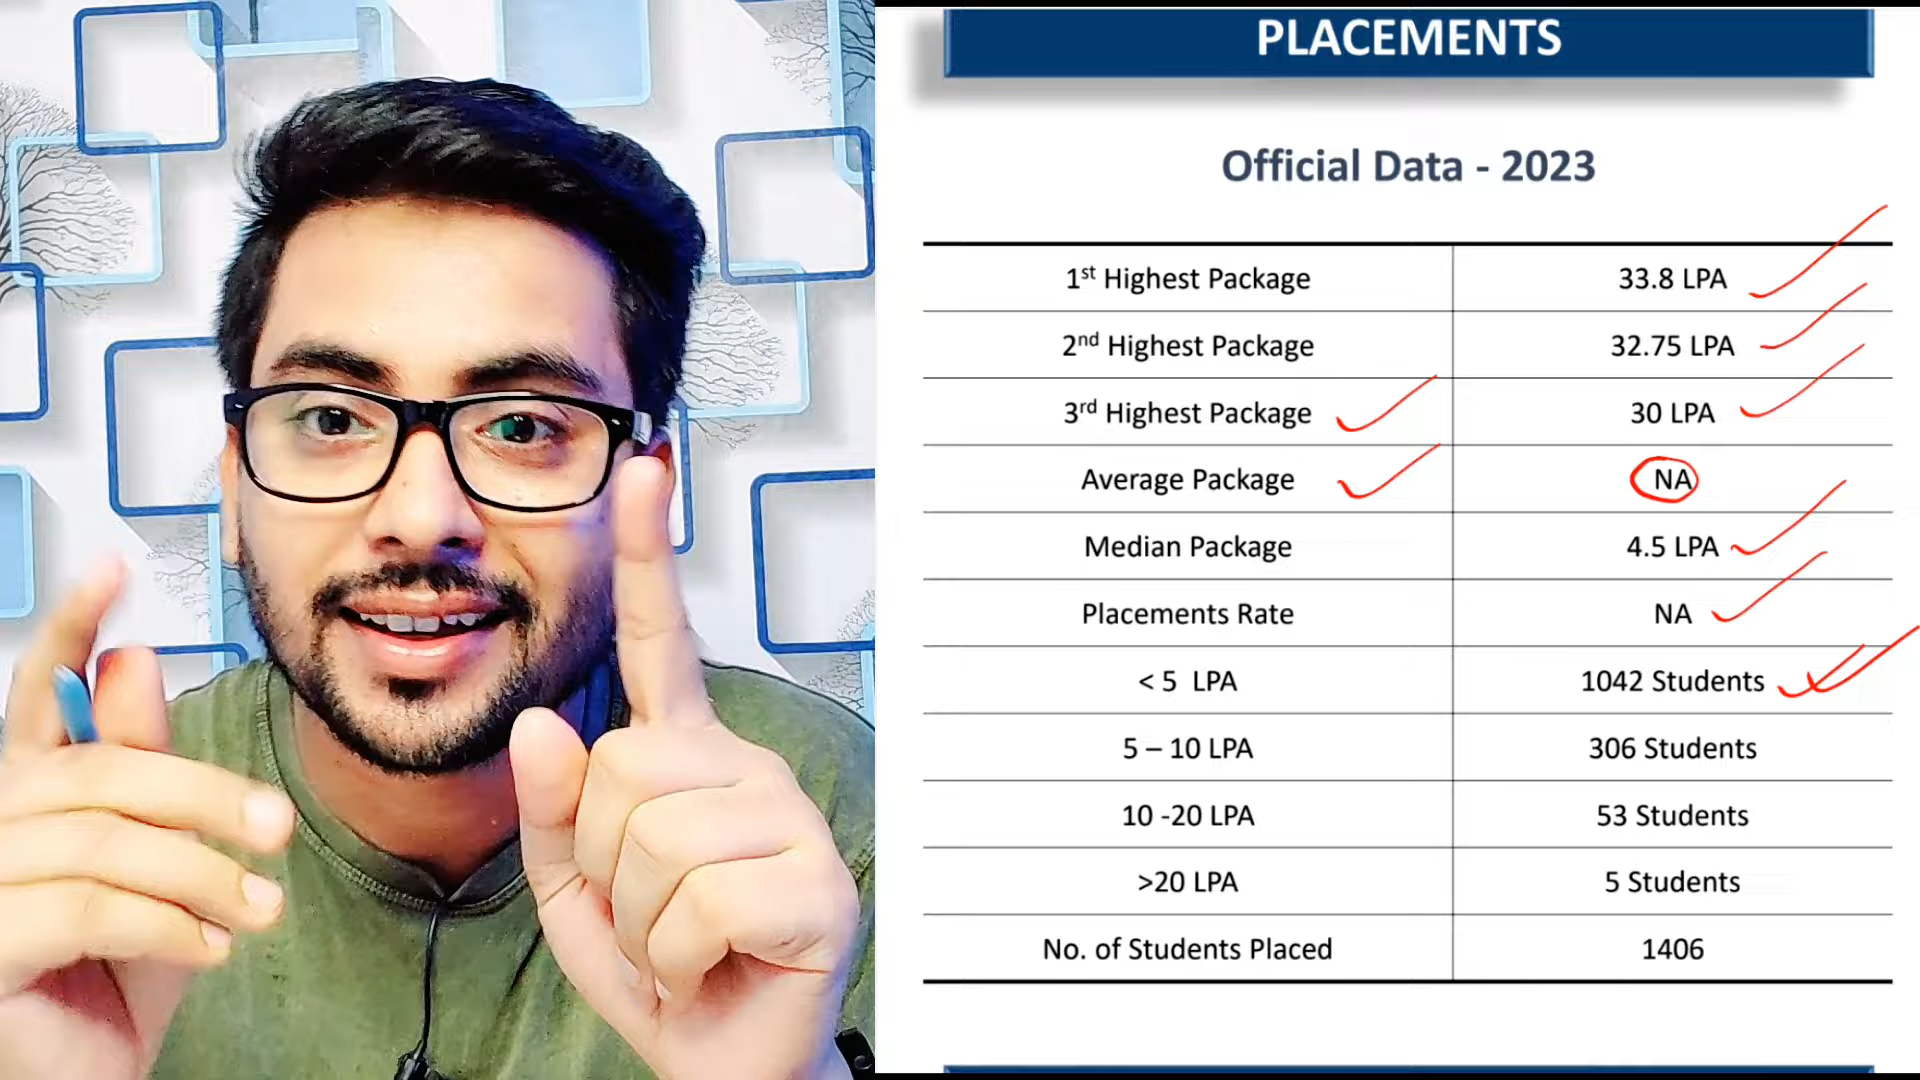 PLACEMENTS
Official Data - 2023
1st Highest Package 33.8 LPA
2nd Highest Package 32.75 LPA
3rd Highest Package 30 LPA
Average Package NA
Median Package 4.5 LPA
Placements Rate NA
< 5 LPA 1042 Students
5 – 10 LPA 306 Students
10 -20 LPA 53 Students
>20 LPA 5 Students
No. of Students Placed 1406